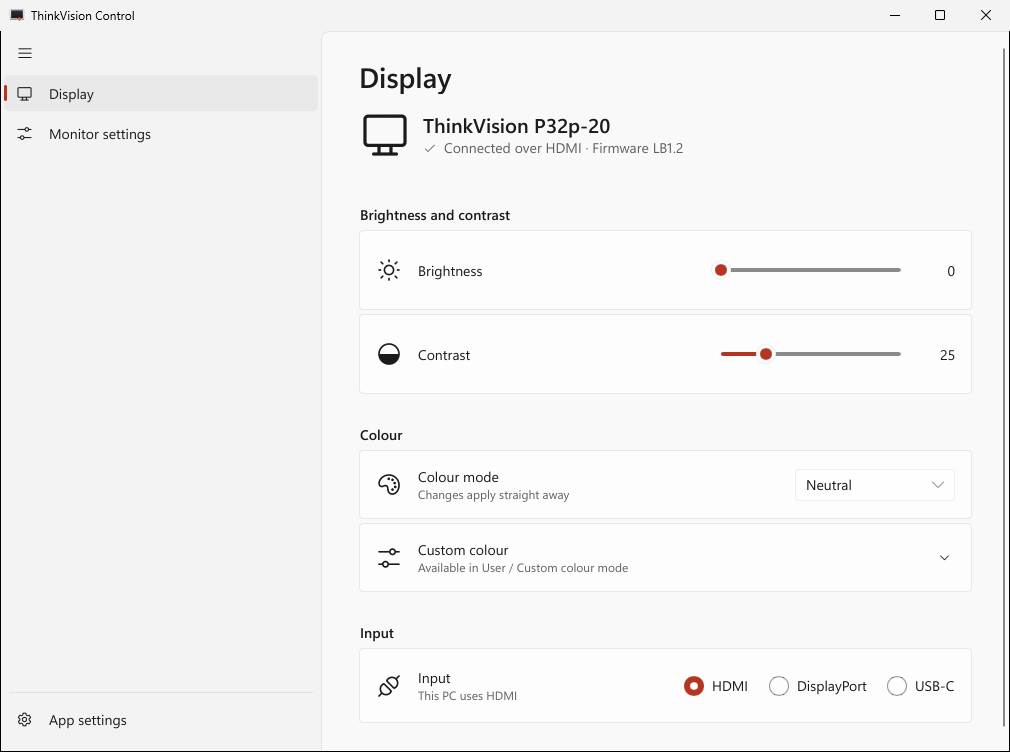 ThinkVision Control
Display
Monitor settings
App settings
Display
ThinkVision P32p-20
Connected over HDMI · Firmware LB1.2
Brightness and contrast
Brightness
0
Contrast
25
Colour
Colour mode
Changes apply straight away
Neutral
Custom colour
Available in User / Custom colour mode
Input
Input
This PC uses HDMI
HDMI
DisplayPort
USB-C